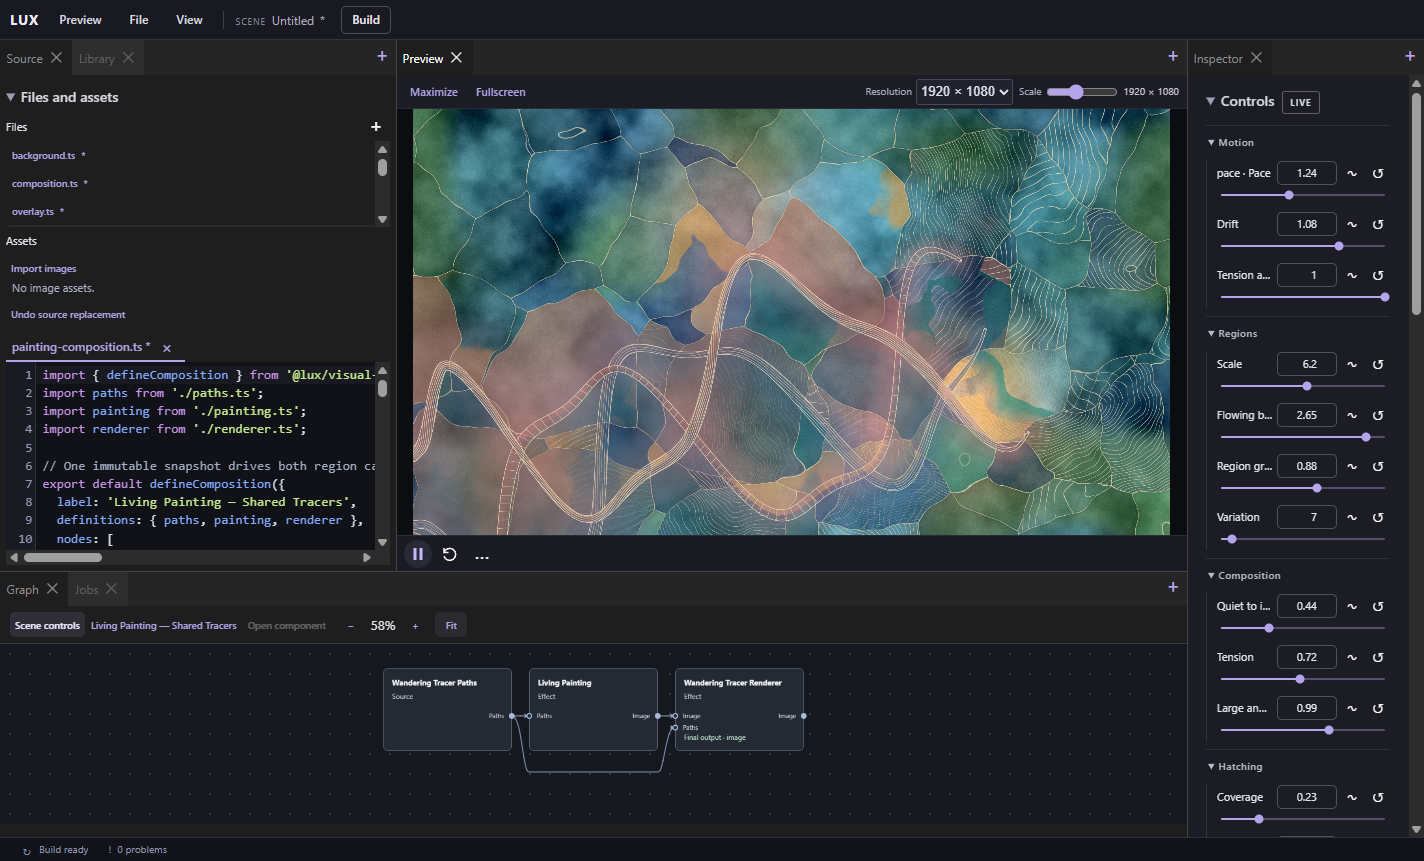 LUX Preview File View SCENE Untitled * Build
Source Library +
Files and assets
Files +
background.ts *
composition.ts *
overlay.ts *
Assets
Import images
No image assets.
Undo source replacement
painting-composition.ts *
1 import { defineComposition } from '@lux/visual-
2 import paths from './paths.ts';
3 import painting from './painting.ts';
4 import renderer from './renderer.ts';
5
6 // One immutable snapshot drives both region ca
7 export default defineComposition({
8 label: 'Living Painting — Shared Tracers',
9 definitions: { paths, painting, renderer },
10 nodes: [
Preview +
Maximize Fullscreen Resolution 1920 × 1080 Scale 1920 × 1080
...
Graph Jobs +
Scene controls Living Painting — Shared Tracers Open component − 58% + Fit
Wandering Tracer Paths
Source
Paths
Living Painting
Effect
Paths Image
Wandering Tracer Renderer
Effect
Image Image
Paths
Final output · image
Inspector +
Controls LIVE
Motion
pace · Pace 1.24
Drift 1.08
Tension a... 1
Regions
Scale 6.2
Flowing b... 2.65
Region gr... 0.88
Variation 7
Composition
Quiet to i... 0.44
Tension 0.72
Large an... 0.99
Hatching
Coverage 0.23
Build ready ! 0 problems